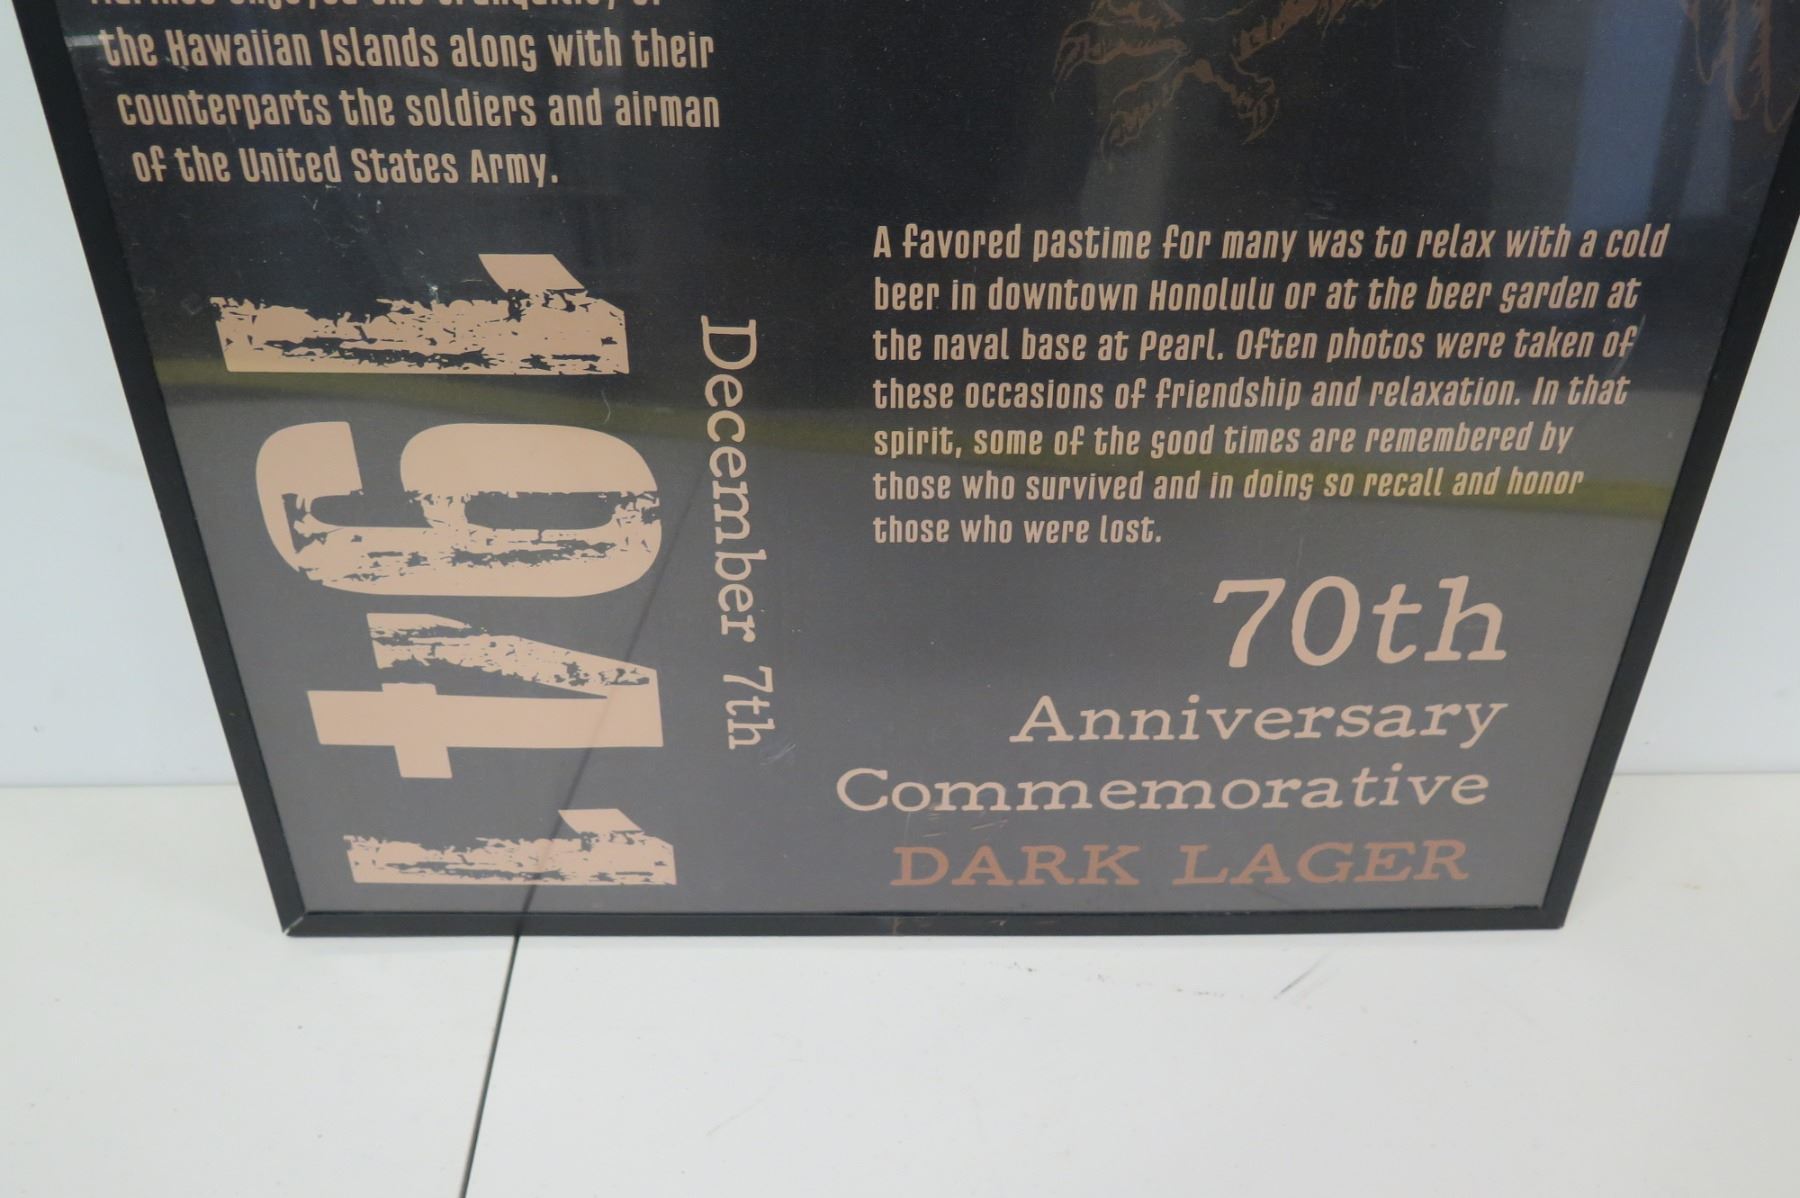 enjoyed the tranquility of
the Hawaiian Islands along with their
counterparts the soldiers and airman
of the United States Army.
1941
December 7th
A favored pastime for many was to relax with a cold
beer in downtown Honolulu or at the beer garden at
the naval base at Pearl. Often photos were taken of
these occasions of friendship and relaxation. In that
spirit, some of the good times are remembered by
those who survived and in doing so recall and honor
those who were lost.
70th
Anniversary
Commemorative
DARK LAGER